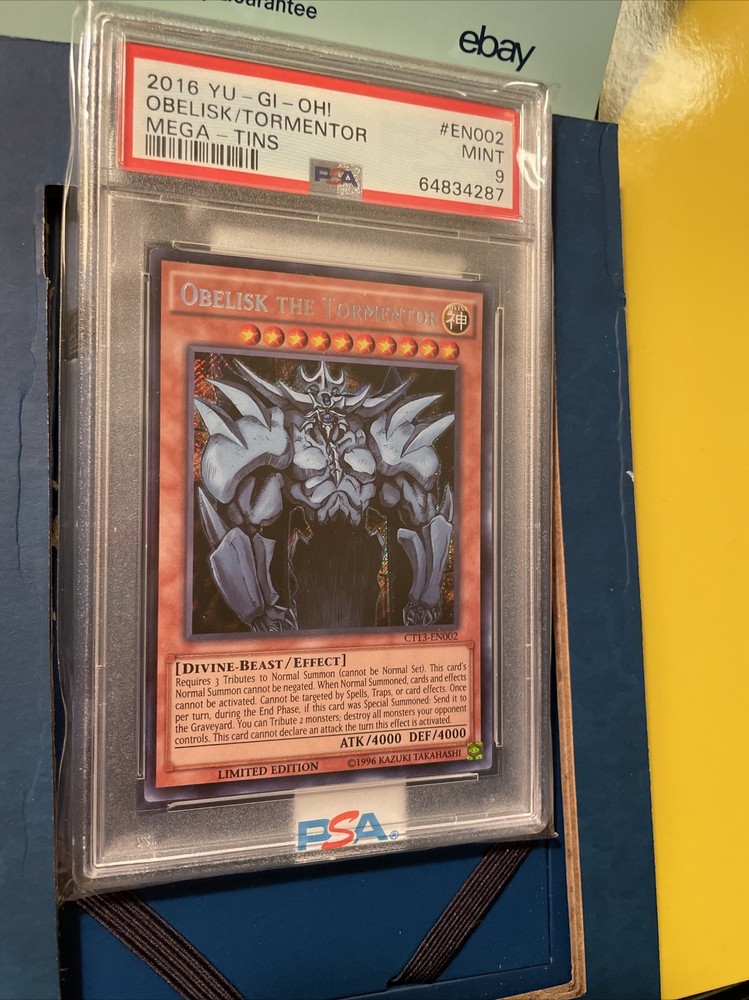 guarantee
ebay
2016 YU-GI-OH!
OBELISK/TORMENTOR
MEGA-TINS
#EN002
MINT
9
64834287
PSA
OBELISK THE TORMENTOR
神
CT13-EN002
[DIVINE-BEAST/EFFECT]
Requires 3 Tributes to Normal Summon (cannot be Normal Set). This card's
Normal Summon cannot be negated. When Normal Summoned, cards and effects
cannot be activated. Cannot be targeted by Spells, Traps, or card effects. Once
per turn, during the End Phase, if this card was Special Summoned: Send it to
the Graveyard. You can Tribute 2 monsters; destroy all monsters your opponent
controls. This card cannot declare an attack the turn this effect is activated.
ATK/4000 DEF/4000
LIMITED EDITION
©1996 KAZUKI TAKAHASHI
PSA®